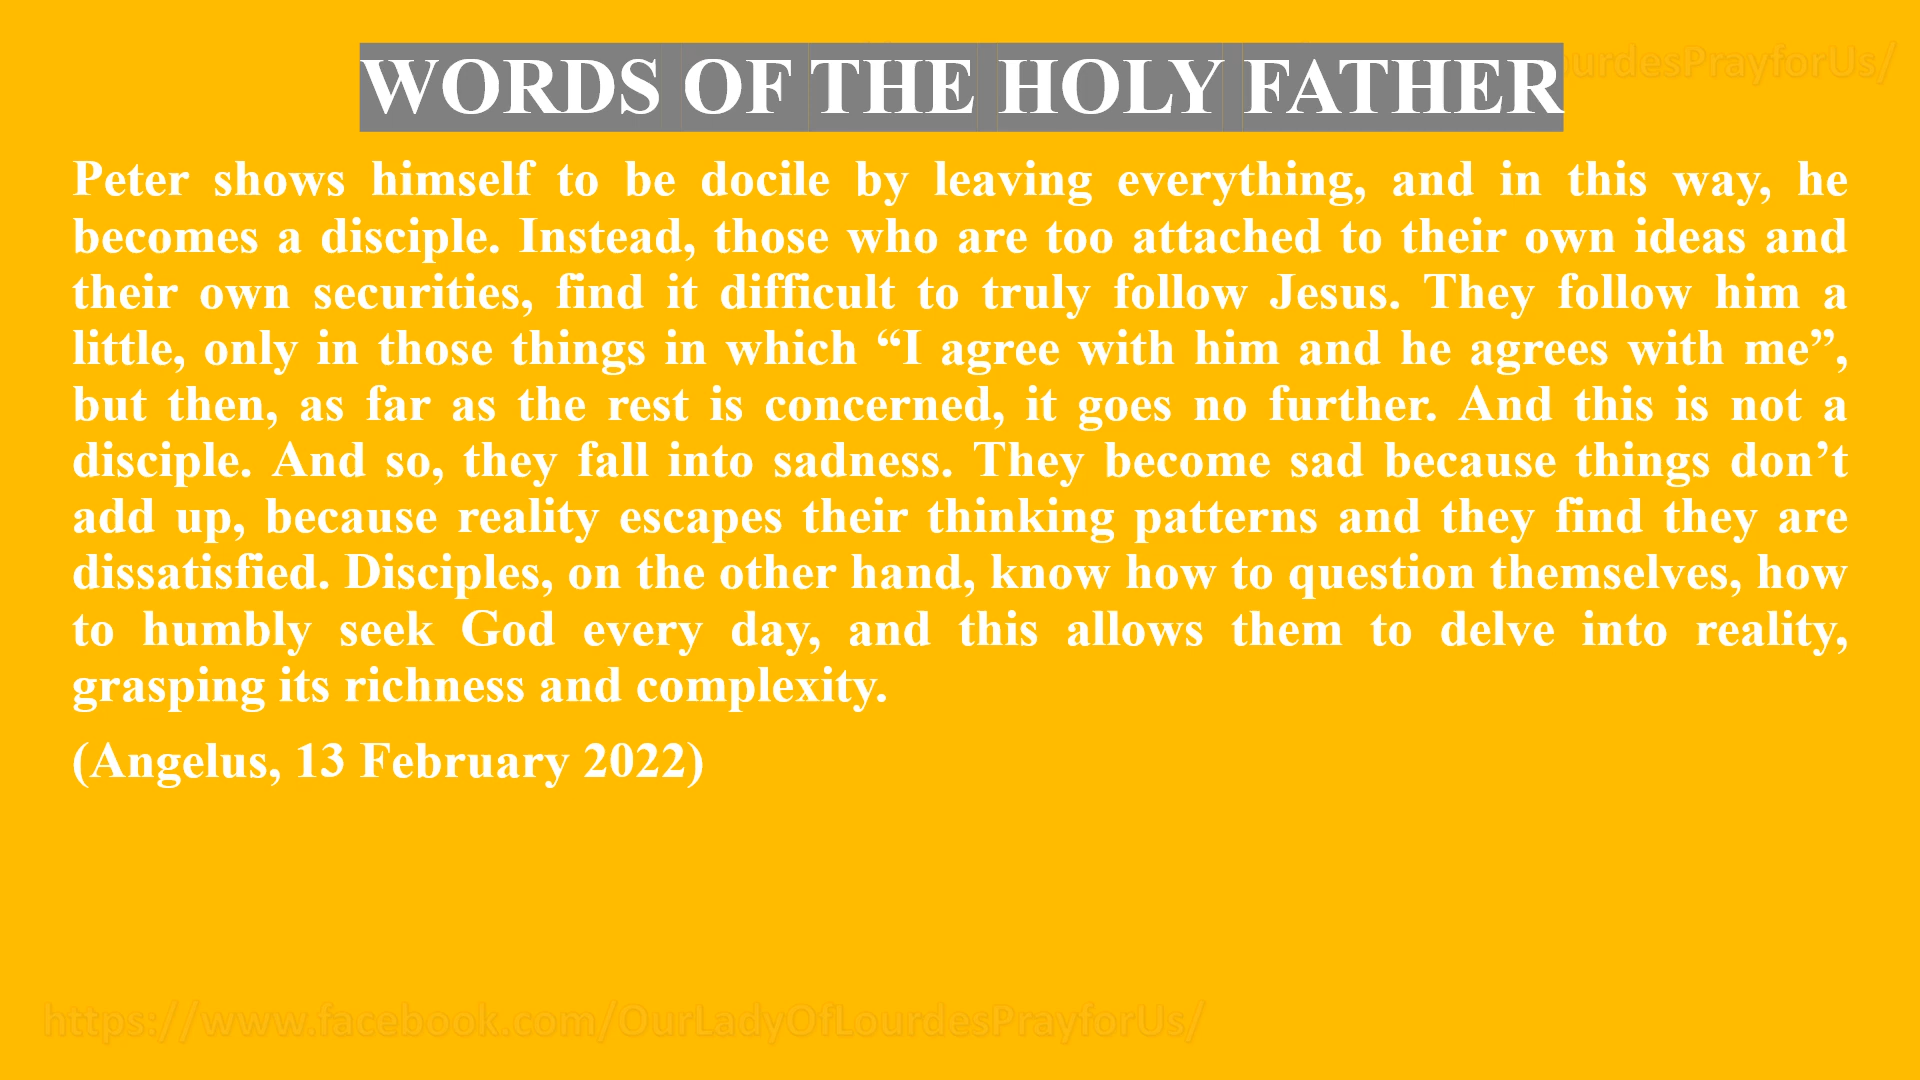 WORDS OF THE HOLY FATHER
ourdesPrayforUs/
Peter shows himself to be docile by leaving everything, and in this way, he
becomes a disciple. Instead, those who are too attached to their own ideas and
their own securities, find it difficult to truly follow Jesus. They follow him a
little, only in those things in which “I agree with him and he agrees with me”,
but then, as far as the rest is concerned, it goes no further. And this is not a
disciple. And so, they fall into sadness. They become sad because things don’t
add up, because reality escapes their thinking patterns and they find they are
dissatisfied. Disciples, on the other hand, know how to question themselves, how
to humbly seek God every day, and this allows them to delve into reality,
grasping its richness and complexity.
(Angelus, 13 February 2022)
https://www.facebook.com/OurLadyOfLourdesPrayforUs/